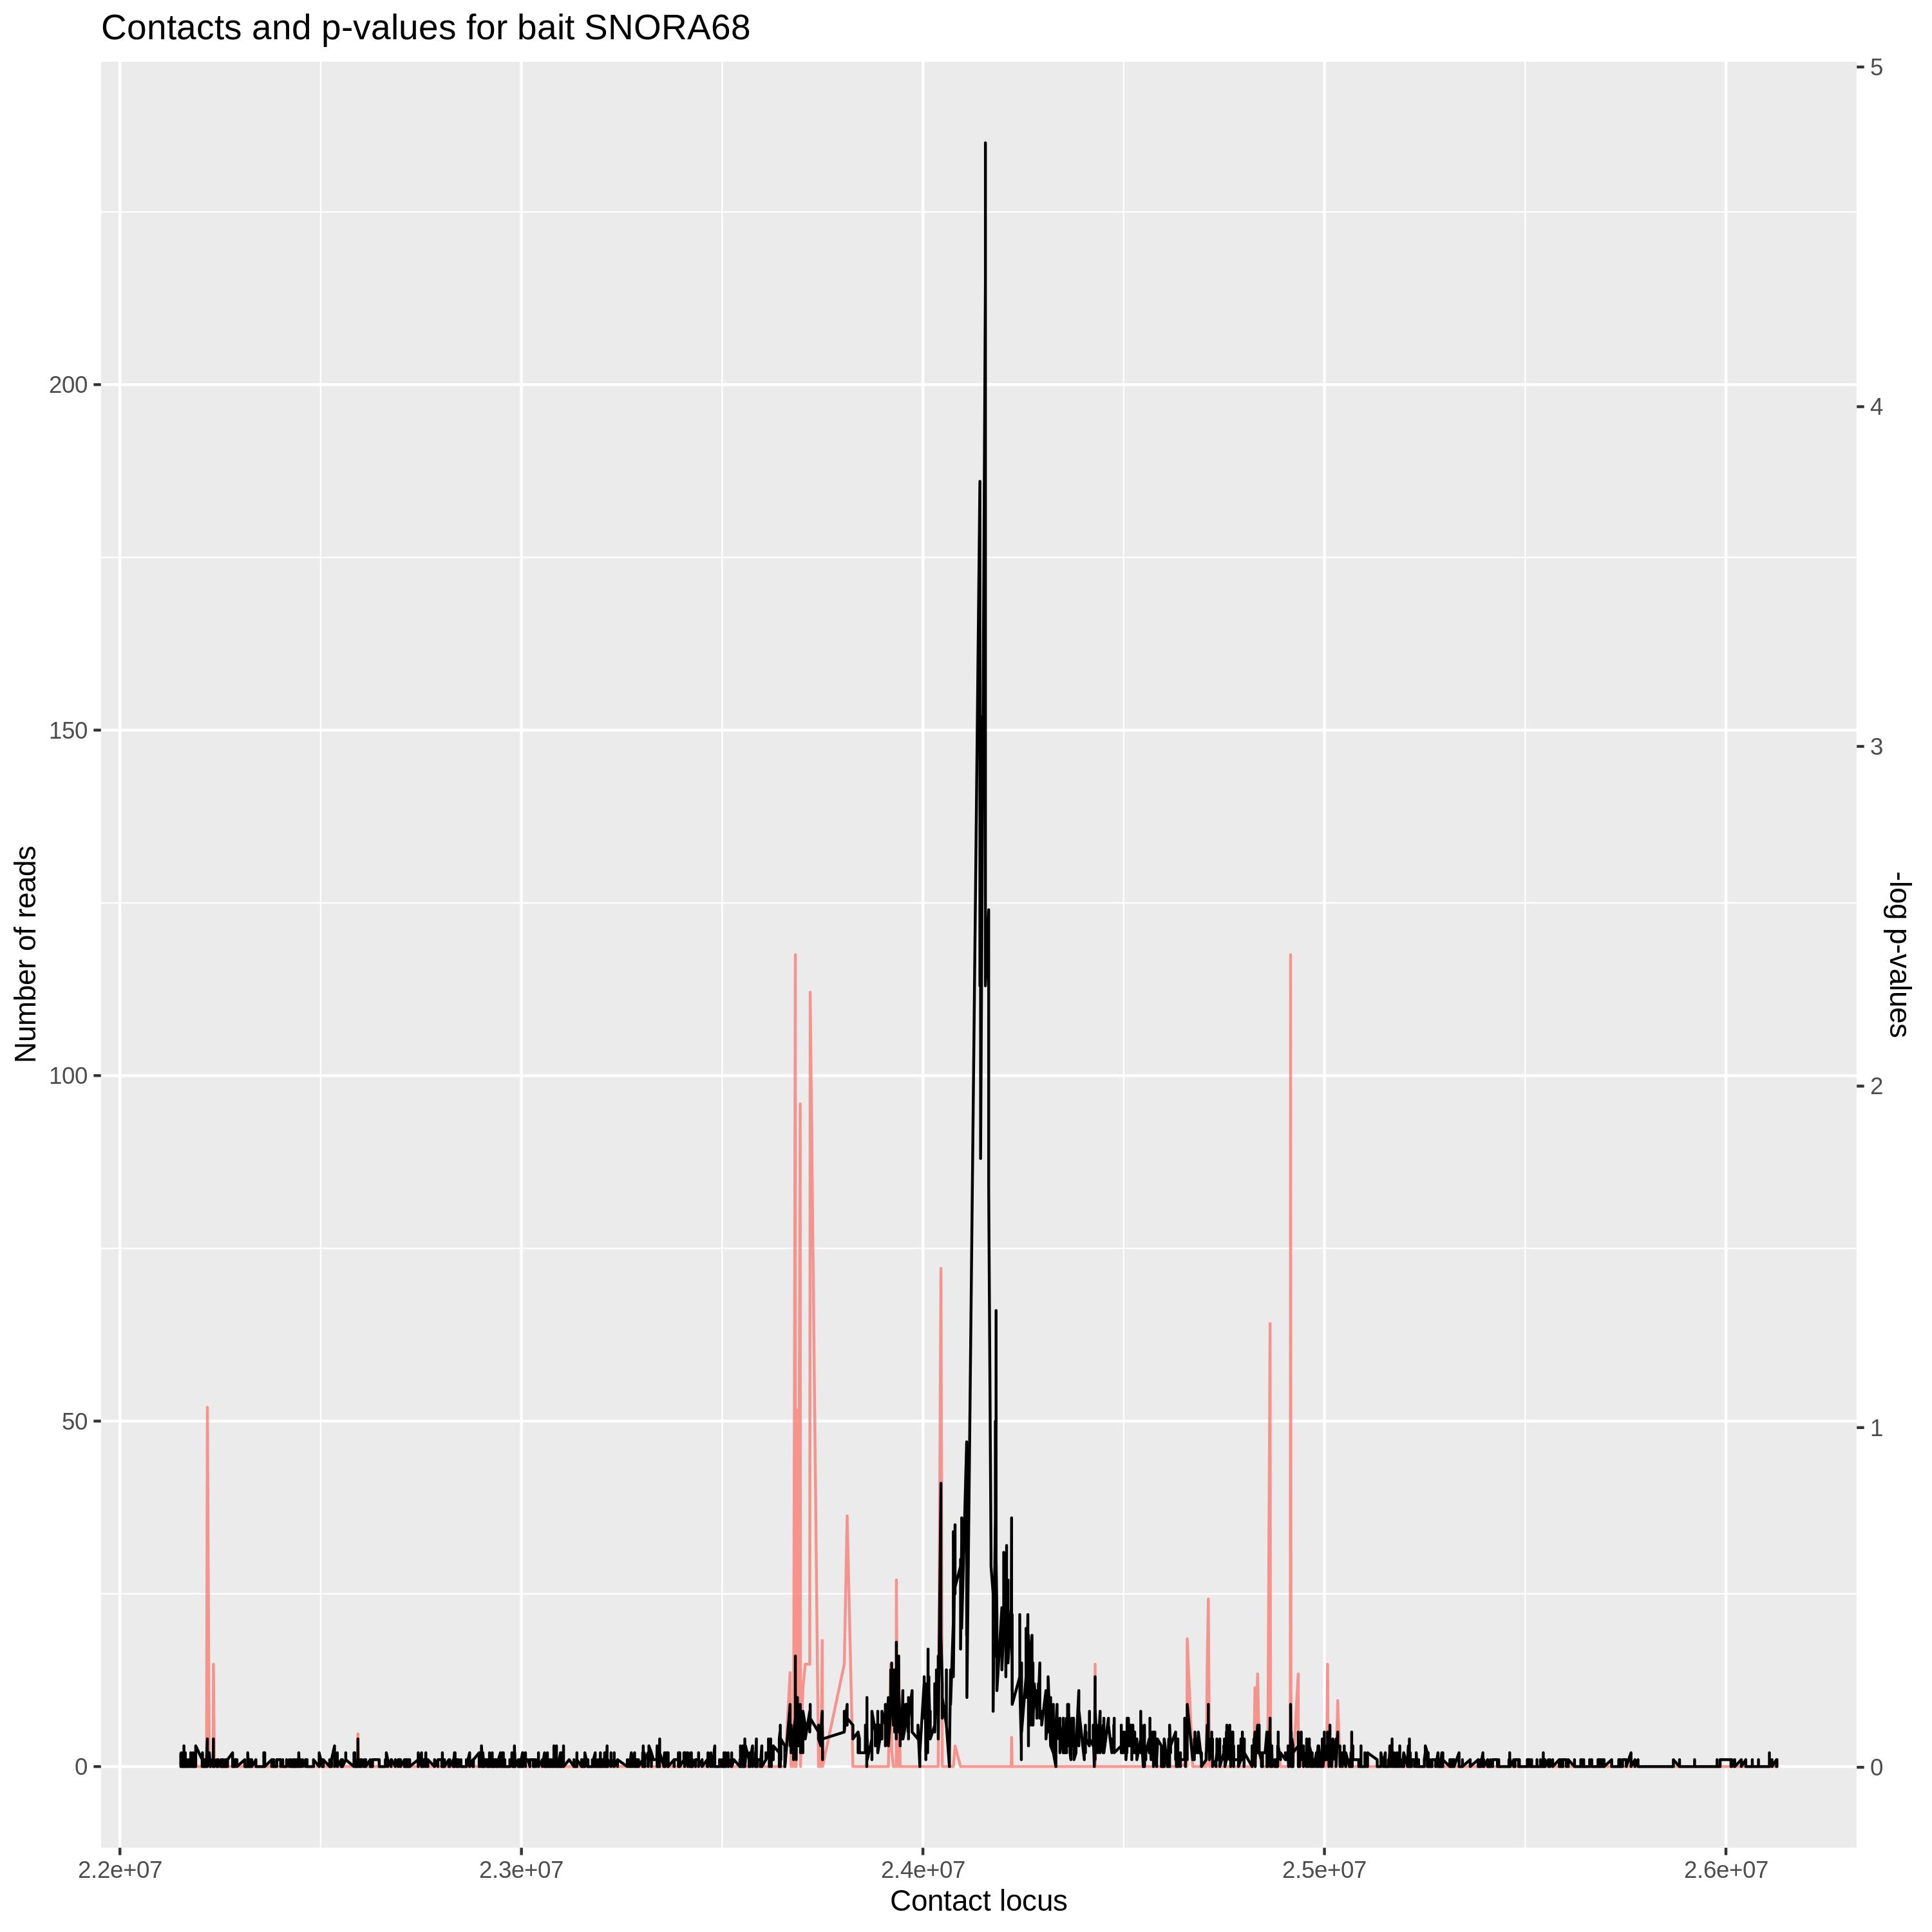 Contacts and p-values for bait SNORA68
5
200
4
150
3
Number of reads
-log p-values
100
2
50
1
0
0
2.2e+07
2.3e+07
2.4e+07
2.5e+07
2.6e+07
Contact locus